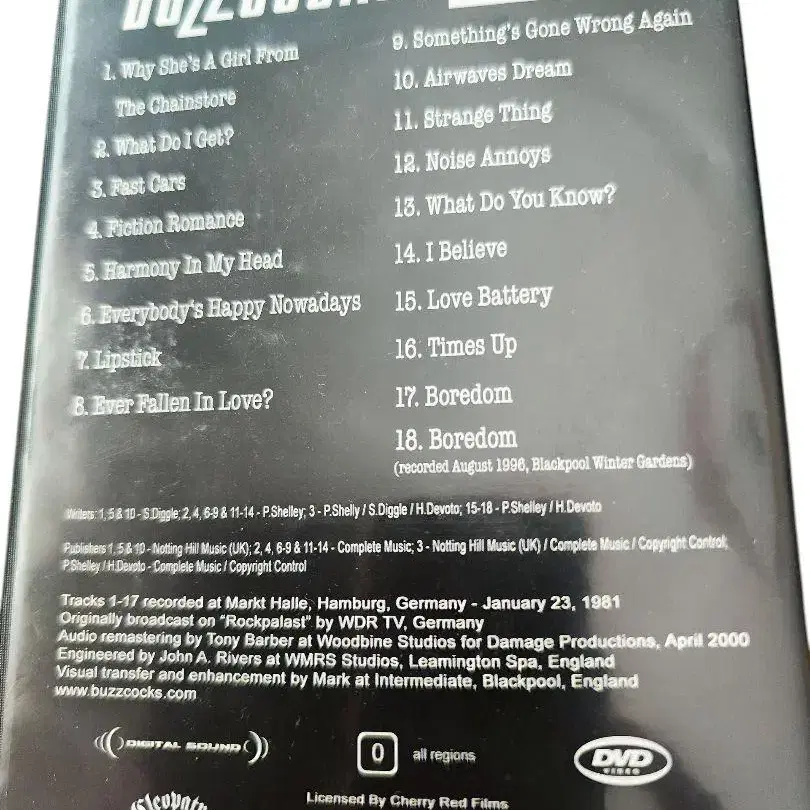 BUZZCOCKS
1. Why She's A Girl From
The Chainstore
2. What Do I Get?
3. Fast Cars
4. Fiction Romance
5. Harmony In My Head
6. Everybody's Happy Nowadays
7. Lipstick
8. Ever Fallen In Love?
9. Something's Gone Wrong Again
10. Airwaves Dream
11. Strange Thing
12. Noise Annoys
13. What Do You Know?
14. I Believe
15. Love Battery
16. Times Up
17. Boredom
18. Boredom
(recorded August 1996, Blackpool Winter Gardens)
Writers: 1, 5 & 10 - S.Diggle; 2, 4, 6-9 & 11-14 - P.Shelley; 3 - P.Shelly / S.Diggle / H.Devoto; 15-18 - P.Shelley / H.Devoto
Publishers 1, 5 & 10 - Notting Hill Music (UK); 2, 4, 6-9 & 11-14 - Complete Music; 3 - Notting Hill Music (UK) / Complete Music / Copyright Control;
P.Shelley / H.Devoto - Complete Music / Copyright Control
Tracks 1-17 recorded at Markt Halle, Hamburg, Germany - January 23, 1981
Originally broadcast on "Rockpalast" by WDR TV, Germany
Audio remastering by Tony Barber at Woodbine Studios for Damage Productions, April 2000
Engineered by John A. Rivers at WMRS Studios, Leamington Spa, England
Visual transfer and enhancement by Mark at Intermediate, Blackpool, England
www.buzzcocks.com
DIGITAL SOUND
0 all regions
DVD
VIDEO
Licensed By Cherry Red Films